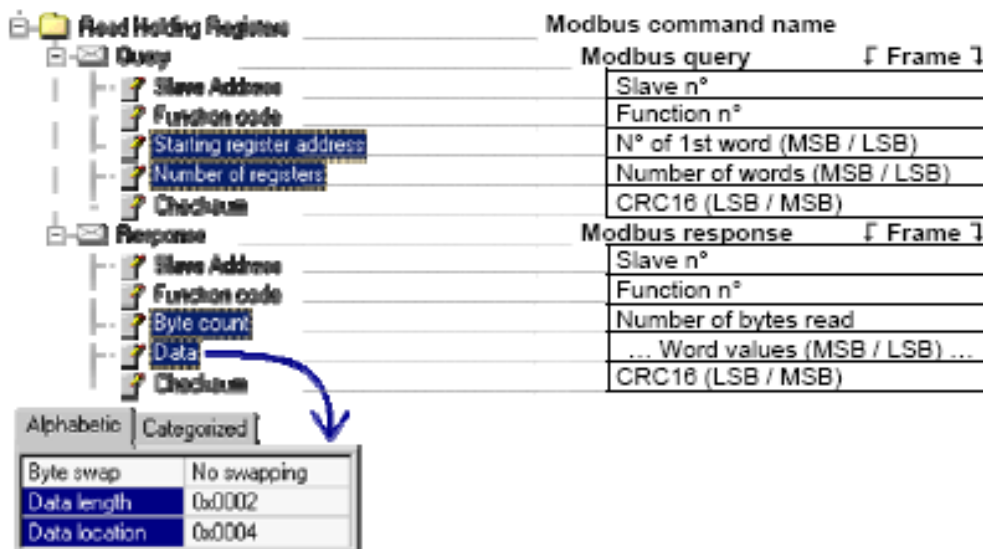 Read Holding Registers Modbus command name
Query Modbus query Frame
Slave Address Slave n°
Function code Function n°
Starting register address N° of 1st word (MSB / LSB)
Number of registers Number of words (MSB / LSB)
Checksum CRC16 (LSB / MSB)
Response Modbus response Frame
Slave Address Slave n°
Function code Function n°
Byte count Number of bytes read
Data … Word values (MSB / LSB) …
Checksum CRC16 (LSB / MSB)
Alphabetic Categorized
Byte swap No swapping
Data length 0x0002
Data location 0x0004